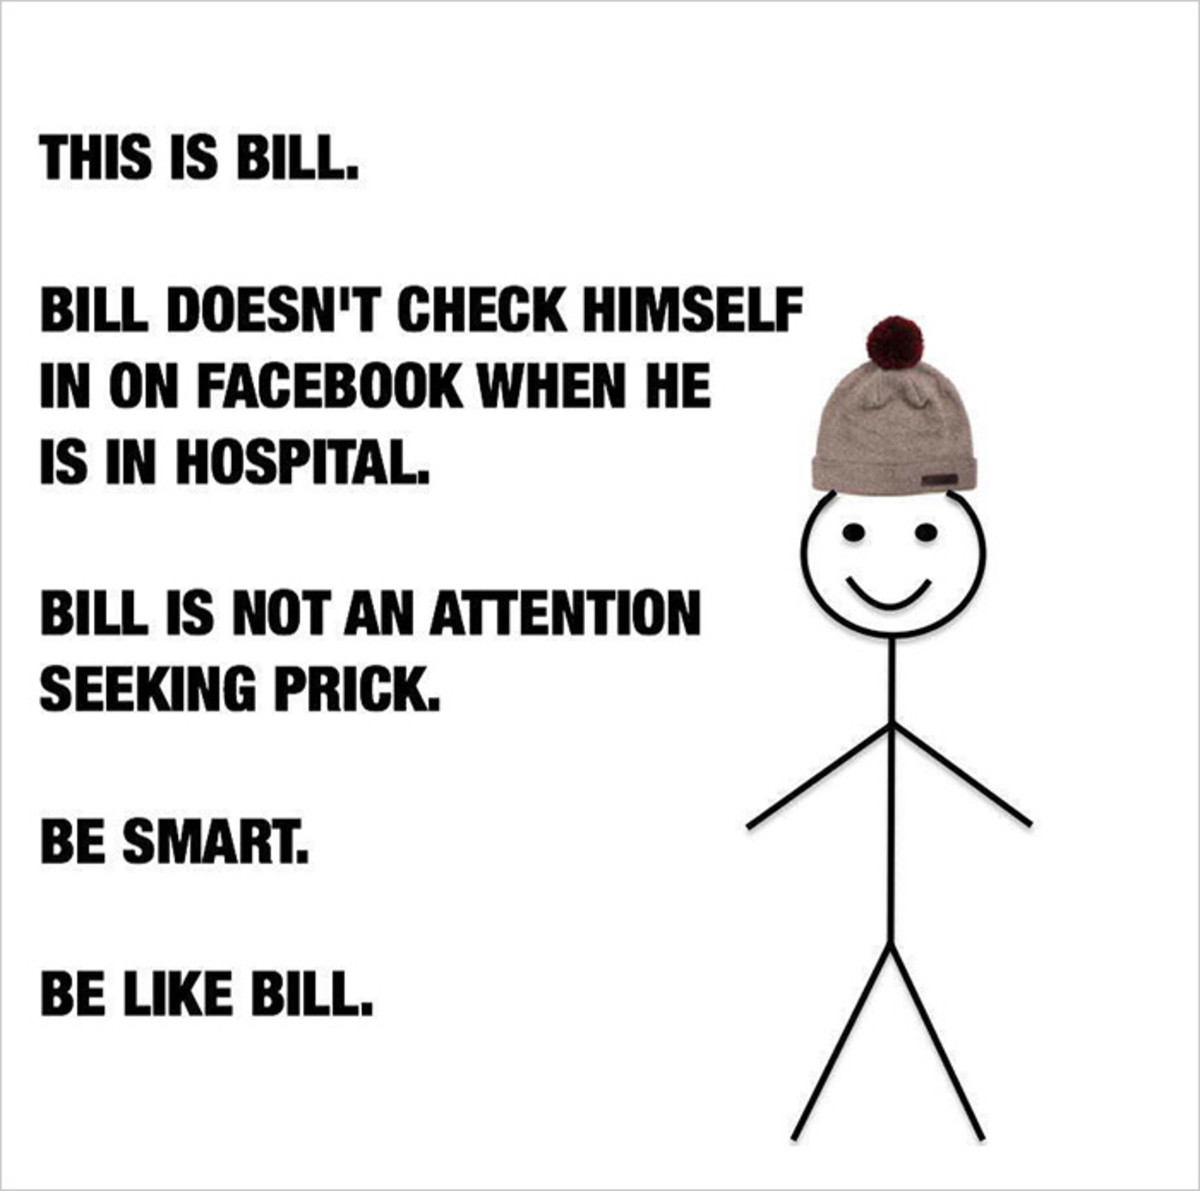 THIS IS BILL.
BILL DOESN'T CHECK HIMSELF
IN ON FACEBOOK WHEN HE
IS IN HOSPITAL.
BILL IS NOT AN ATTENTION
SEEKING PRICK.
BE SMART.
BE LIKE BILL.